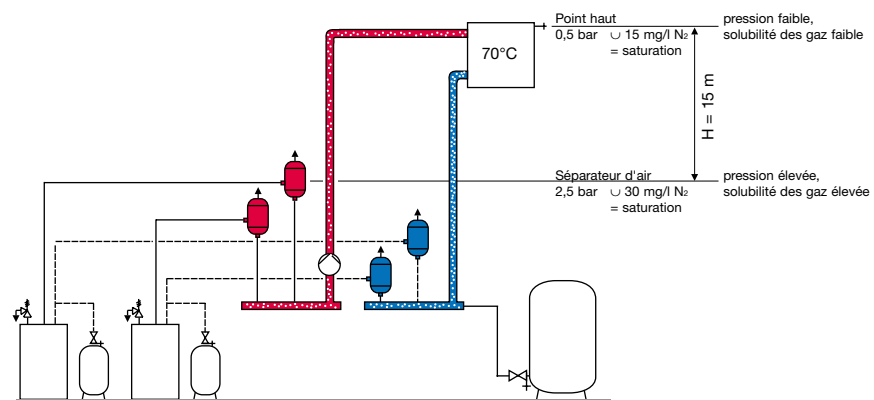 Point haut
0,5 bar ∪ 15 mg/l N₂
= saturation
pression faible,
solubilité des gaz faible
70°C
H = 15 m
Séparateur d'air
2,5 bar ∪ 30 mg/l N₂
= saturation
pression élevée,
solubilité des gaz élevée